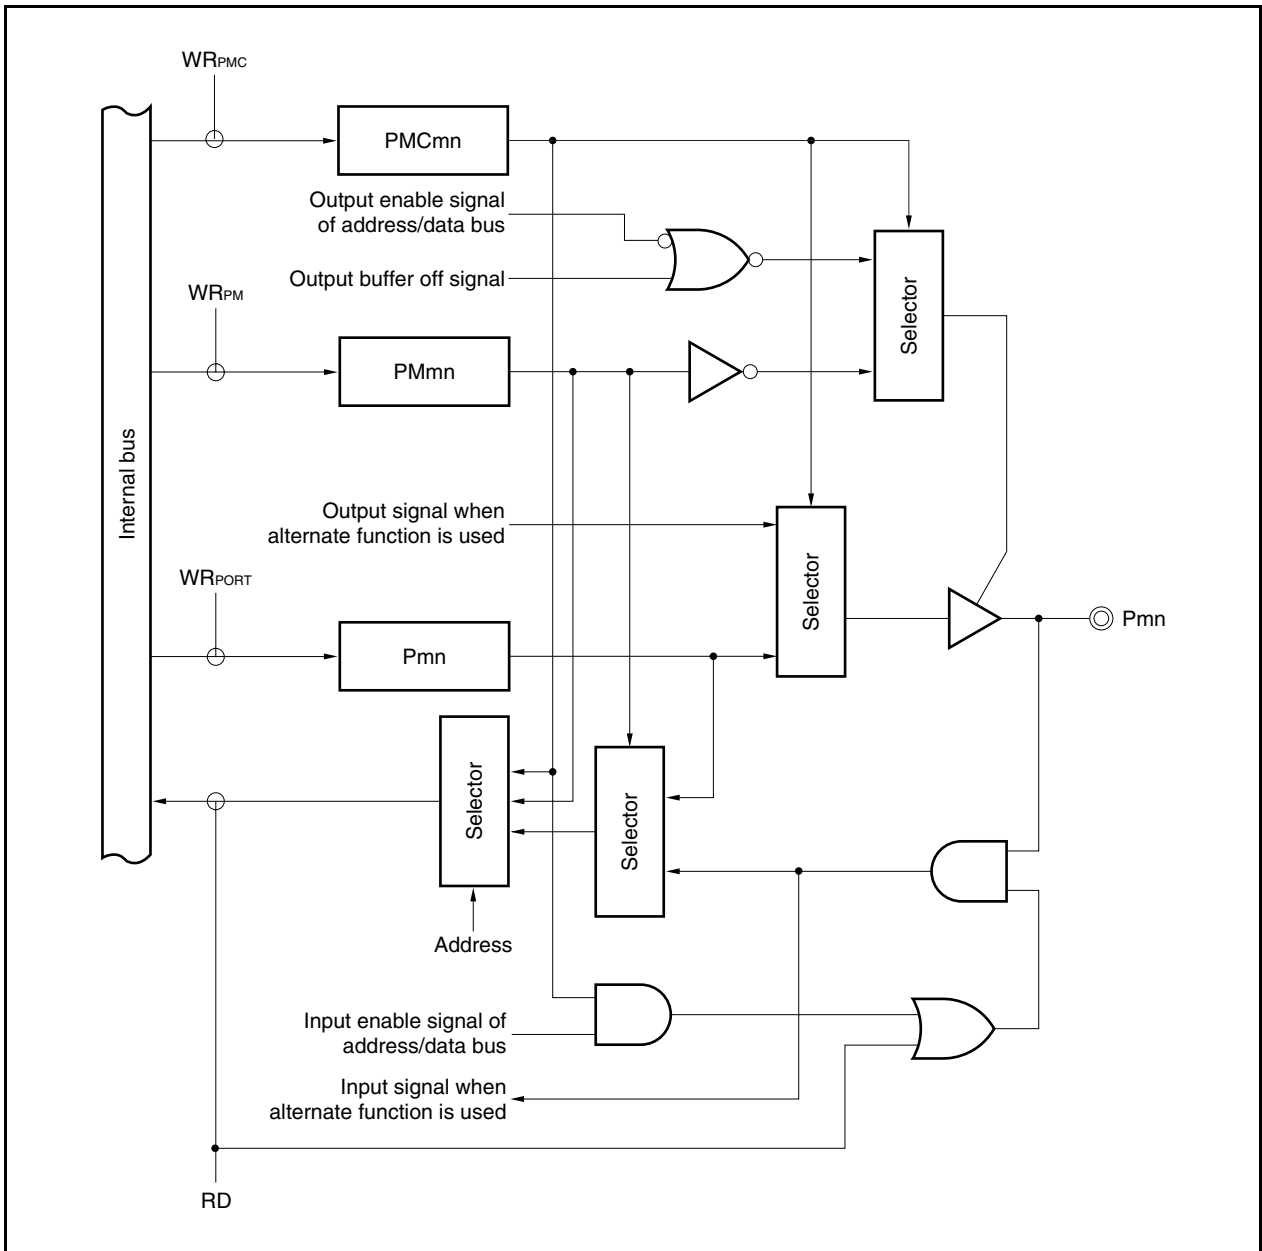 WRPMC
PMCmn
Output enable signal
of address/data bus
Output buffer off signal
Selector
WRPM
PMmn
Internal bus
Output signal when
alternate function is used
Selector
WRPORT
Pmn
Pmn
Selector
Selector
Address
Input enable signal of
address/data bus
Input signal when
alternate function is used
RD